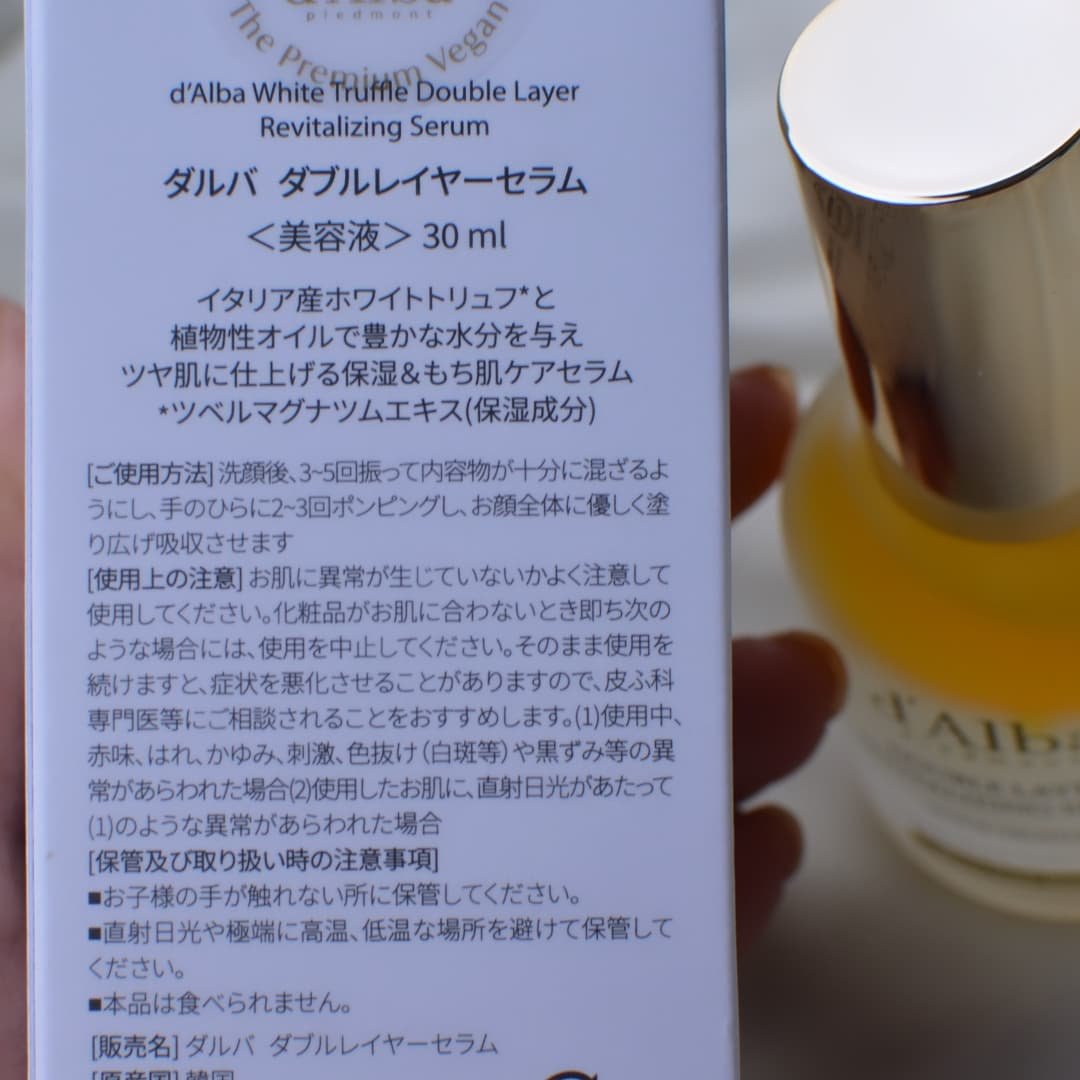 piedmont
The Premium Vegan
d'Alba White Truffle Double Layer
Revitalizing Serum
ダルバ ダブルレイヤーセラム
＜美容液＞ 30 ml
イタリア産ホワイトトリュフ*と
植物性オイルで豊かな水分を与え
ツヤ肌に仕上げる保湿&もち肌ケアセラム
*ツベルマグナツムエキス(保湿成分)
[ご使用方法] 洗顔後、3~5回振って内容物が十分に混ざるよ
うにし、手のひらに2~3回ポンピングし、お顔全体に優しく塗
り広げ吸収させます
[使用上の注意] お肌に異常が生じていないかよく注意して
使用してください。化粧品がお肌に合わないとき即ち次の
ような場合には、使用を中止してください。そのまま使用を
続けますと、症状を悪化させることがありますので、皮ふ科
専門医等にご相談されることをおすすめします。(1)使用中、
赤味、はれ、かゆみ、刺激、色抜け（白斑等）や黒ずみ等の異
常があらわれた場合(2)使用したお肌に、直射日光があたって
(1)のような異常があらわれた場合
[保管及び取り扱い時の注意事項]
■お子様の手が触れない所に保管してください。
■直射日光や極端に高温、低温な場所を避けて保管して
ください。
■本品は食べられません。
[販売名] ダルバ ダブルレイヤーセラム
[原産国] 韓国
d'Alba